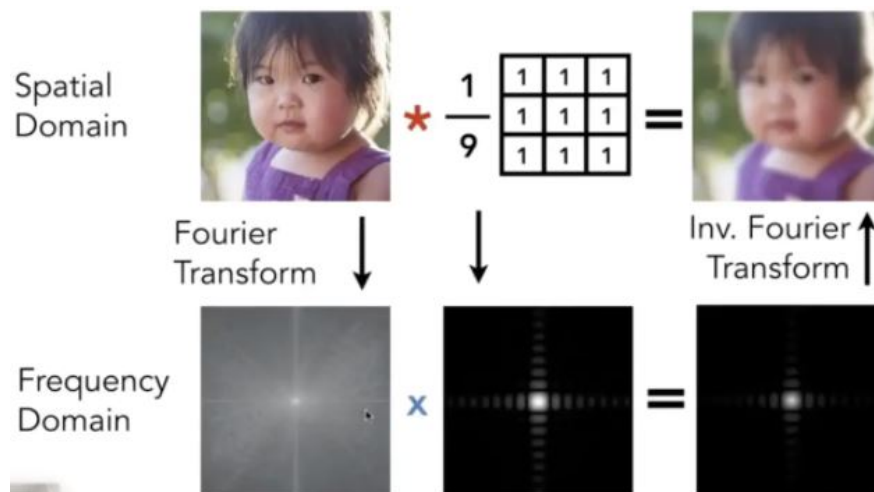 Spatial
Domain
*
1
9
1 1 1
1 1 1
1 1 1
=
Fourier
Transform
Inv. Fourier
Transform
Frequency
Domain
x
=